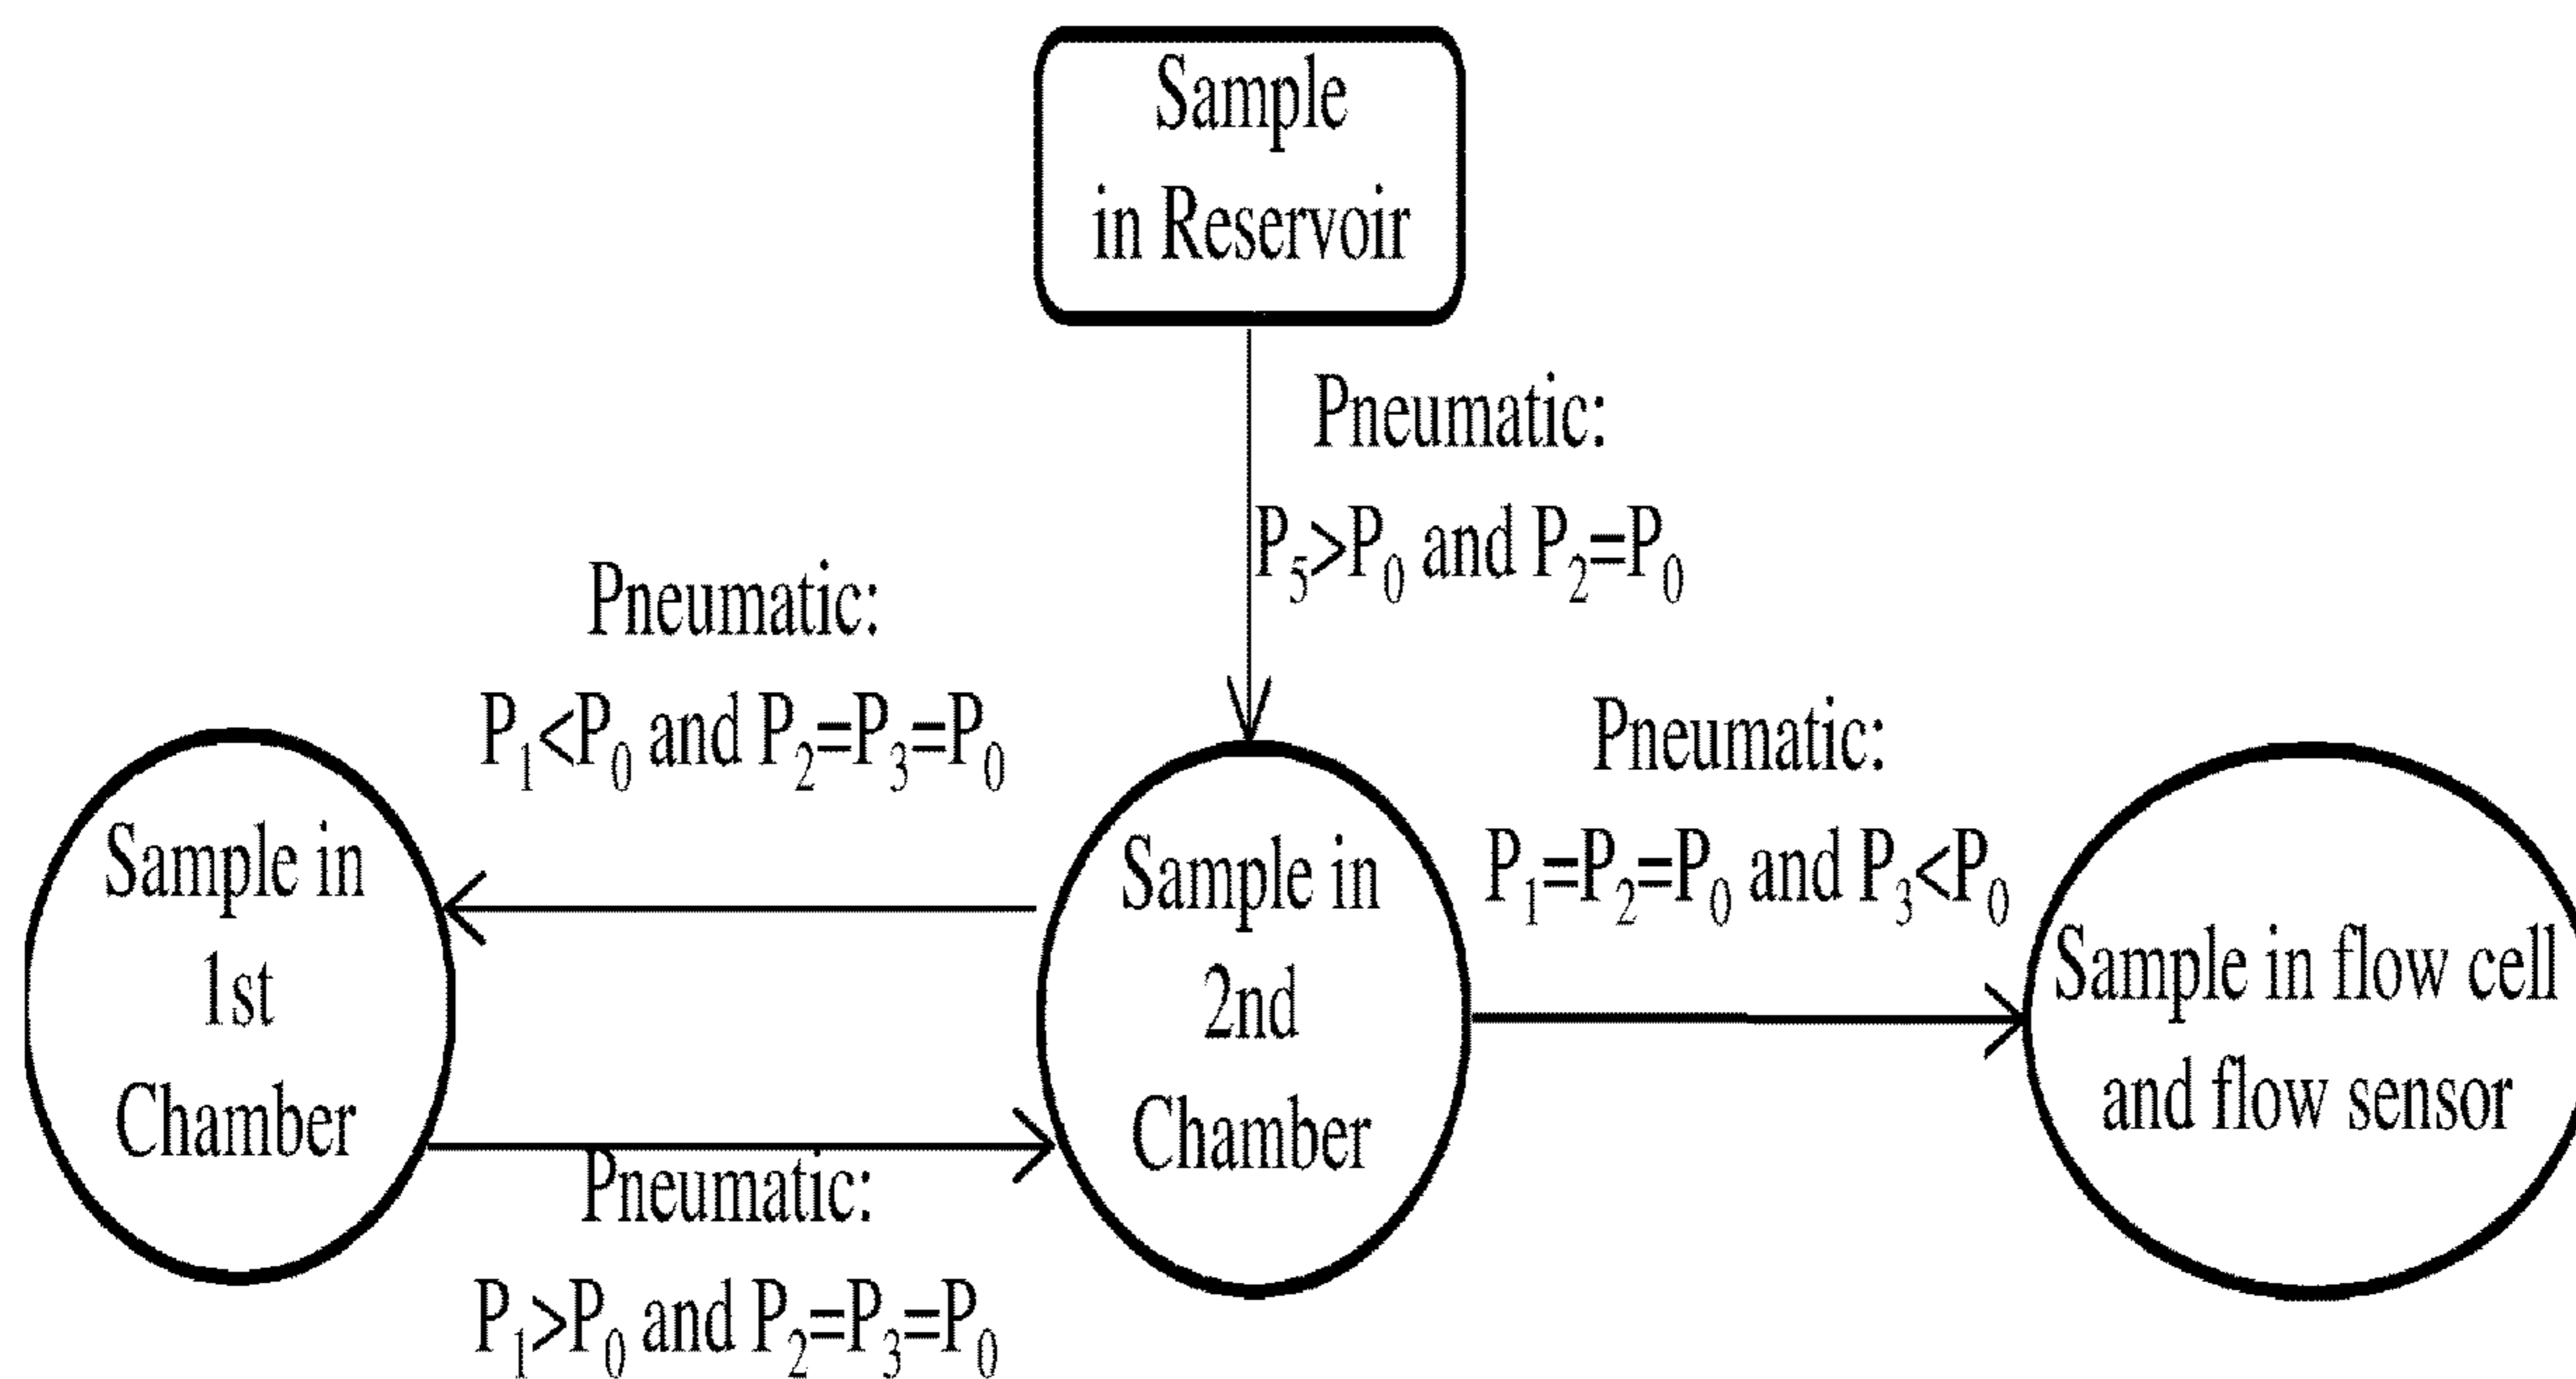 Sample
in Reservoir
Pneumatic:
P₅>P₀ and P₂=P₀
Pneumatic:
P₁<P₀ and P₂=P₃=P₀
Pneumatic:
P₁=P₂=P₀ and P₃<P₀
Sample in
1st
Chamber
Sample in
2nd
Chamber
Sample in flow cell
and flow sensor
Pneumatic:
P₁>P₀ and P₂=P₃=P₀